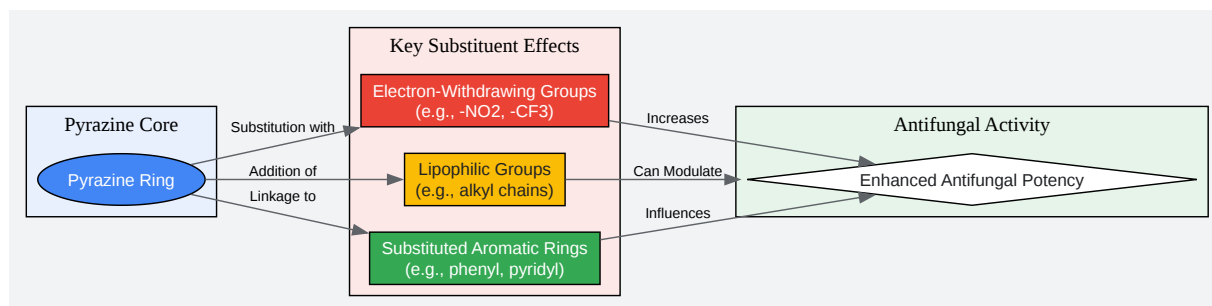 Pyrazine Core
Pyrazine Ring
Substitution with
Addition of
Linkage to
Key Substituent Effects
Electron-Withdrawing Groups
(e.g., -NO2, -CF3)
Lipophilic Groups
(e.g., alkyl chains)
Substituted Aromatic Rings
(e.g., phenyl, pyridyl)
Increases
Can Modulate
Influences
Antifungal Activity
Enhanced Antifungal Potency